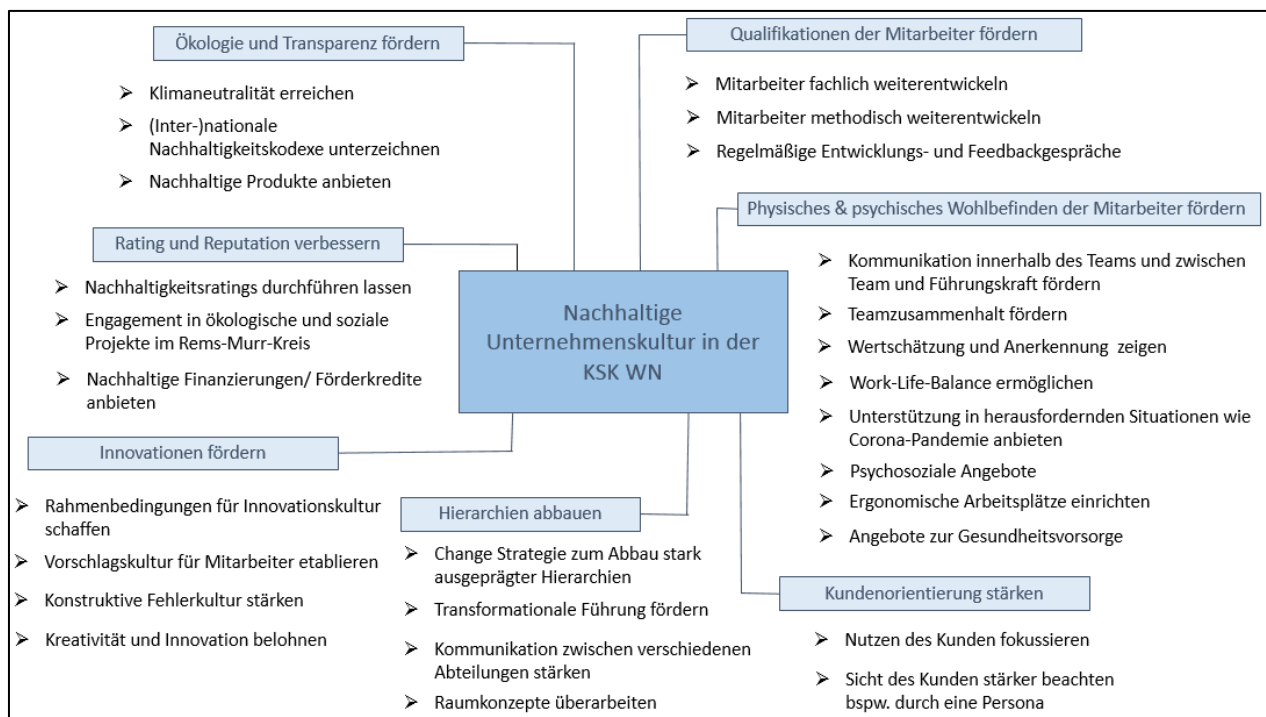 Ökologie und Transparenz fördern
➢ Klimaneutralität erreichen
➢ (Inter-)nationale
Nachhaltigkeitskodexe unterzeichnen
➢ Nachhaltige Produkte anbieten
Qualifikationen der Mitarbeiter fördern
➢ Mitarbeiter fachlich weiterentwickeln
➢ Mitarbeiter methodisch weiterentwickeln
➢ Regelmäßige Entwicklungs- und Feedbackgespräche
Rating und Reputation verbessern
➢ Nachhaltigkeitsratings durchführen lassen
➢ Engagement in ökologische und soziale
Projekte im Rems-Murr-Kreis
➢ Nachhaltige Finanzierungen/ Förderkredite
anbieten
Nachhaltige
Unternehmenskultur in der
KSK WN
Physisches & psychisches Wohlbefinden der Mitarbeiter fördern
➢ Kommunikation innerhalb des Teams und zwischen
Team und Führungskraft fördern
➢ Teamzusammenhalt fördern
➢ Wertschätzung und Anerkennung zeigen
➢ Work-Life-Balance ermöglichen
➢ Unterstützung in herausfordernden Situationen wie
Corona-Pandemie anbieten
➢ Psychosoziale Angebote
➢ Ergonomische Arbeitsplätze einrichten
➢ Angebote zur Gesundheitsvorsorge
Innovationen fördern
➢ Rahmenbedingungen für Innovationskultur
schaffen
➢ Vorschlagskultur für Mitarbeiter etablieren
➢ Konstruktive Fehlerkultur stärken
➢ Kreativität und Innovation belohnen
Hierarchien abbauen
➢ Change Strategie zum Abbau stark
ausgeprägter Hierarchien
➢ Transformationale Führung fördern
➢ Kommunikation zwischen verschiedenen
Abteilungen stärken
➢ Raumkonzepte überarbeiten
Kundenorientierung stärken
➢ Nutzen des Kunden fokussieren
➢ Sicht des Kunden stärker beachten
bspw. durch eine Persona